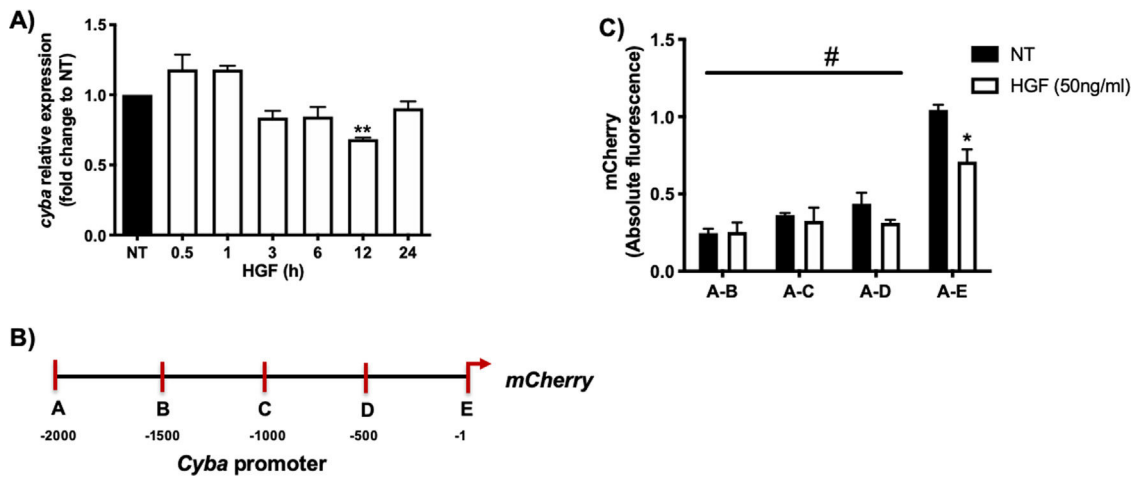 A)
cyba relative expression
(fold change to NT)
1.5
1.0
0.5
0.0
**
NT 0.5 1 3 6 12 24
HGF (h)
C)
mCherry
(Absolute fluorescence)
1.5
1.0
0.5
0.0
#
*
NT
HGF (50ng/ml)
A-B A-C A-D A-E
B)
mCherry
A B C D E
-2000 -1500 -1000 -500 -1
Cyba promoter